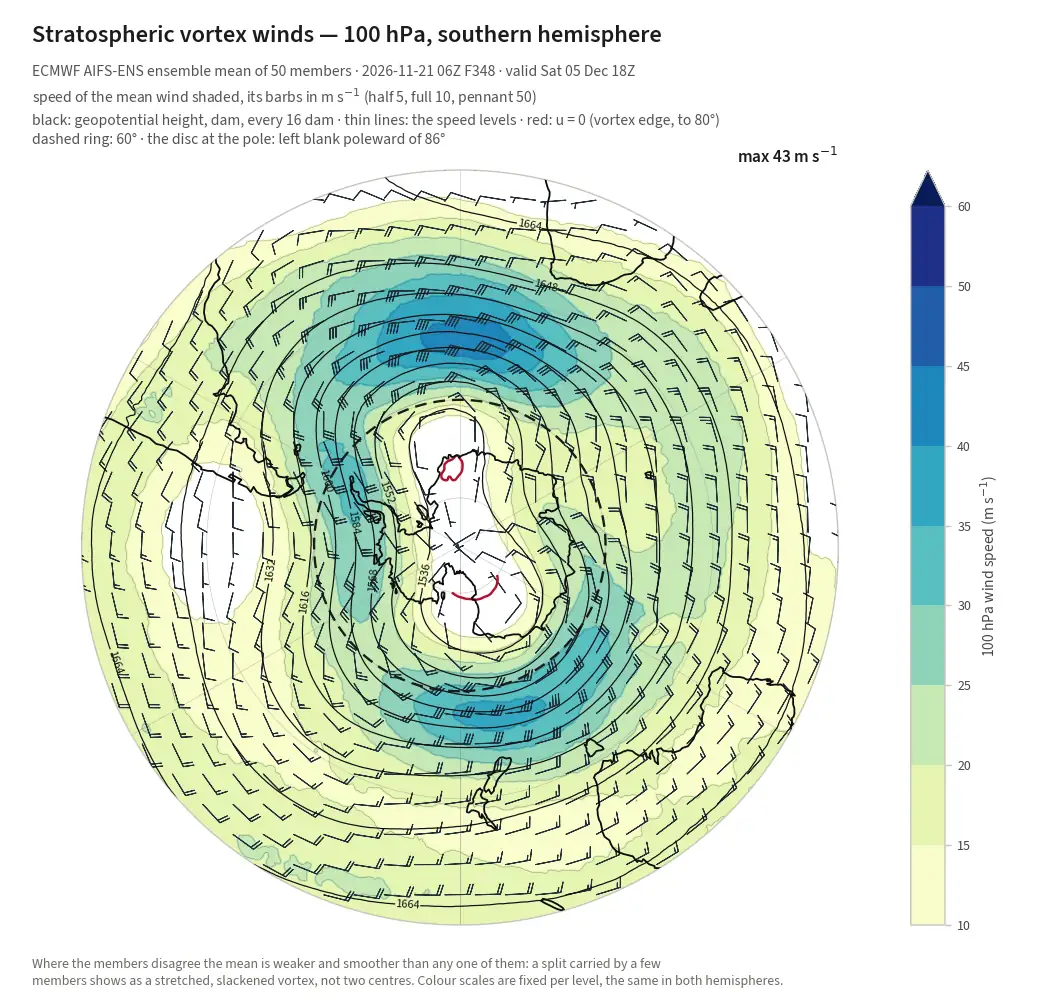 Stratospheric vortex winds — 100 hPa, southern hemisphere
ECMWF AIFS-ENS ensemble mean of 50 members · 2026-11-21 06Z F348 · valid Sat 05 Dec 18Z
speed of the mean wind shaded, its barbs in m s⁻¹ (half 5, full 10, pennant 50)
black: geopotential height, dam, every 16 dam · thin lines: the speed levels · red: u = 0 (vortex edge, to 80°)
dashed ring: 60° · the disc at the pole: left blank poleward of 86°
max 43 m s⁻¹
1664
1648
1552
1584
1568
1536
1632
1616
1664
1664
60
50
45
40
35
30
25
20
15
10
100 hPa wind speed (m s⁻¹)
Where the members disagree the mean is weaker and smoother than any one of them: a split carried by a few
members shows as a stretched, slackened vortex, not two centres. Colour scales are fixed per level, the same in both hemispheres.